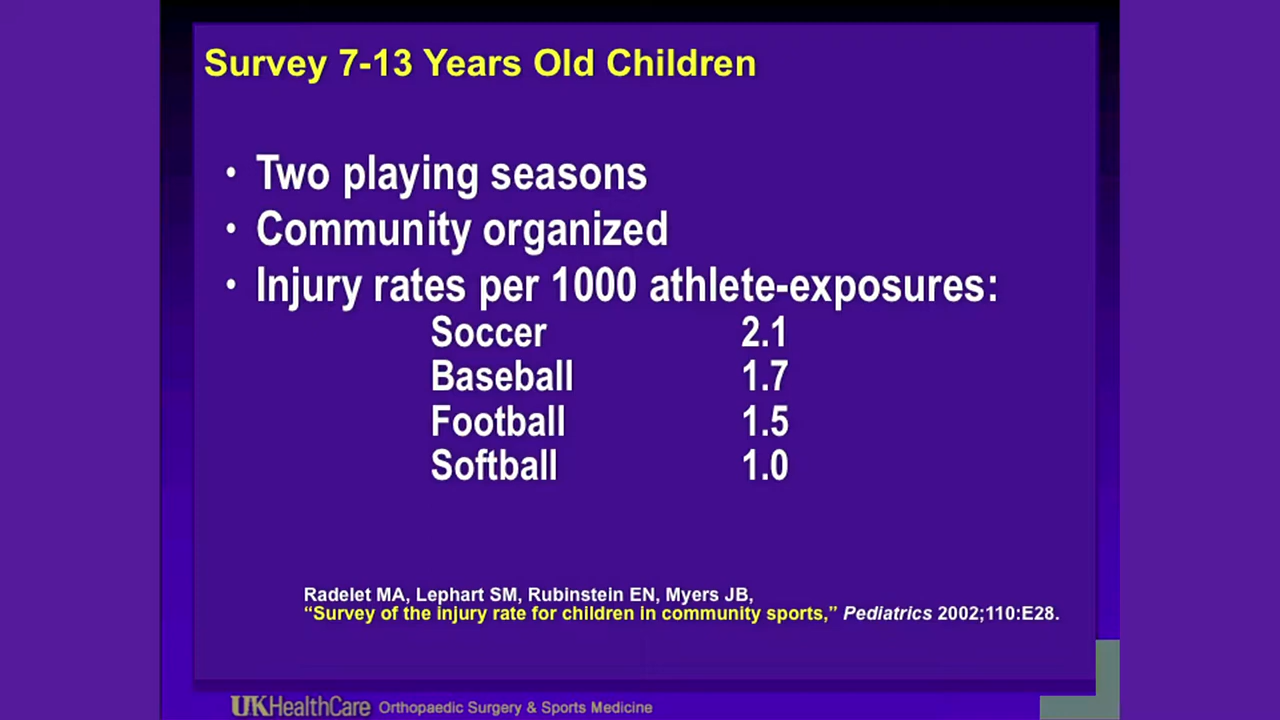 Survey 7-13 Years Old Children
• Two playing seasons
• Community organized
• Injury rates per 1000 athlete-exposures:
Soccer 2.1
Baseball 1.7
Football 1.5
Softball 1.0
Radelet MA, Lephart SM, Rubinstein EN, Myers JB,
“Survey of the injury rate for children in community sports,” Pediatrics 2002;110:E28.
UKHealthCare Orthopaedic Surgery & Sports Medicine